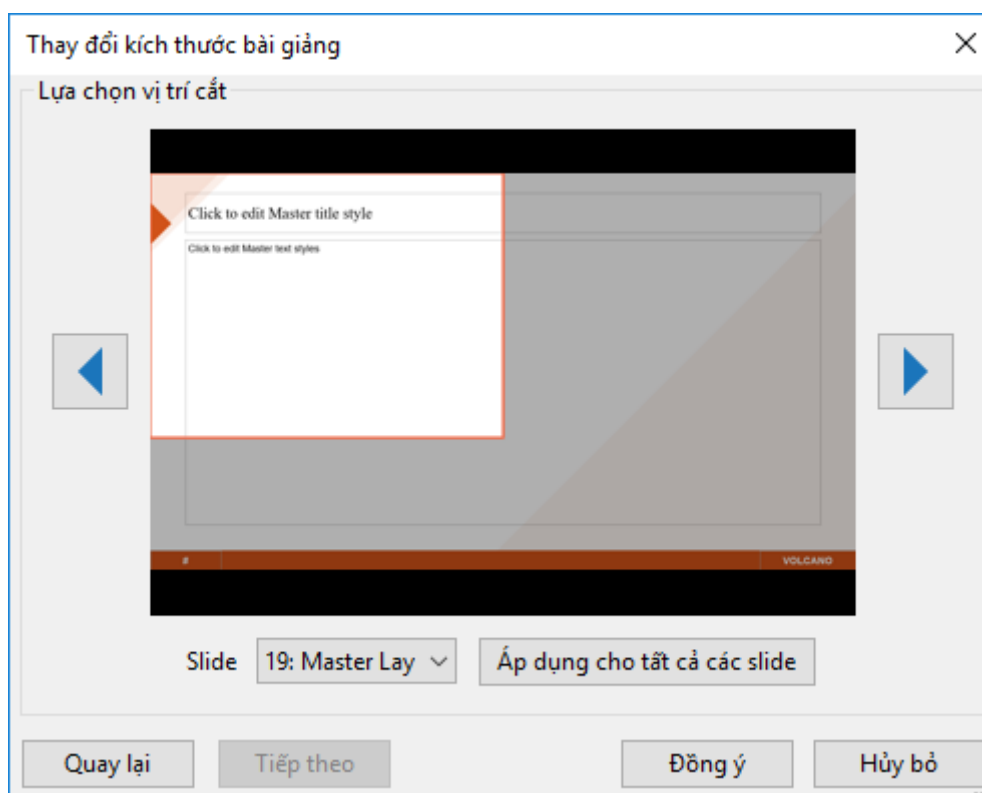 Thay đổi kích thước bài giảng
Lựa chọn vị trí cắt
Click to edit Master title style
Click to edit Master text styles
# VOLCANO
Slide 19: Master Lay Áp dụng cho tất cả các slide
Quay lại Tiếp theo Đồng ý Hủy bỏ